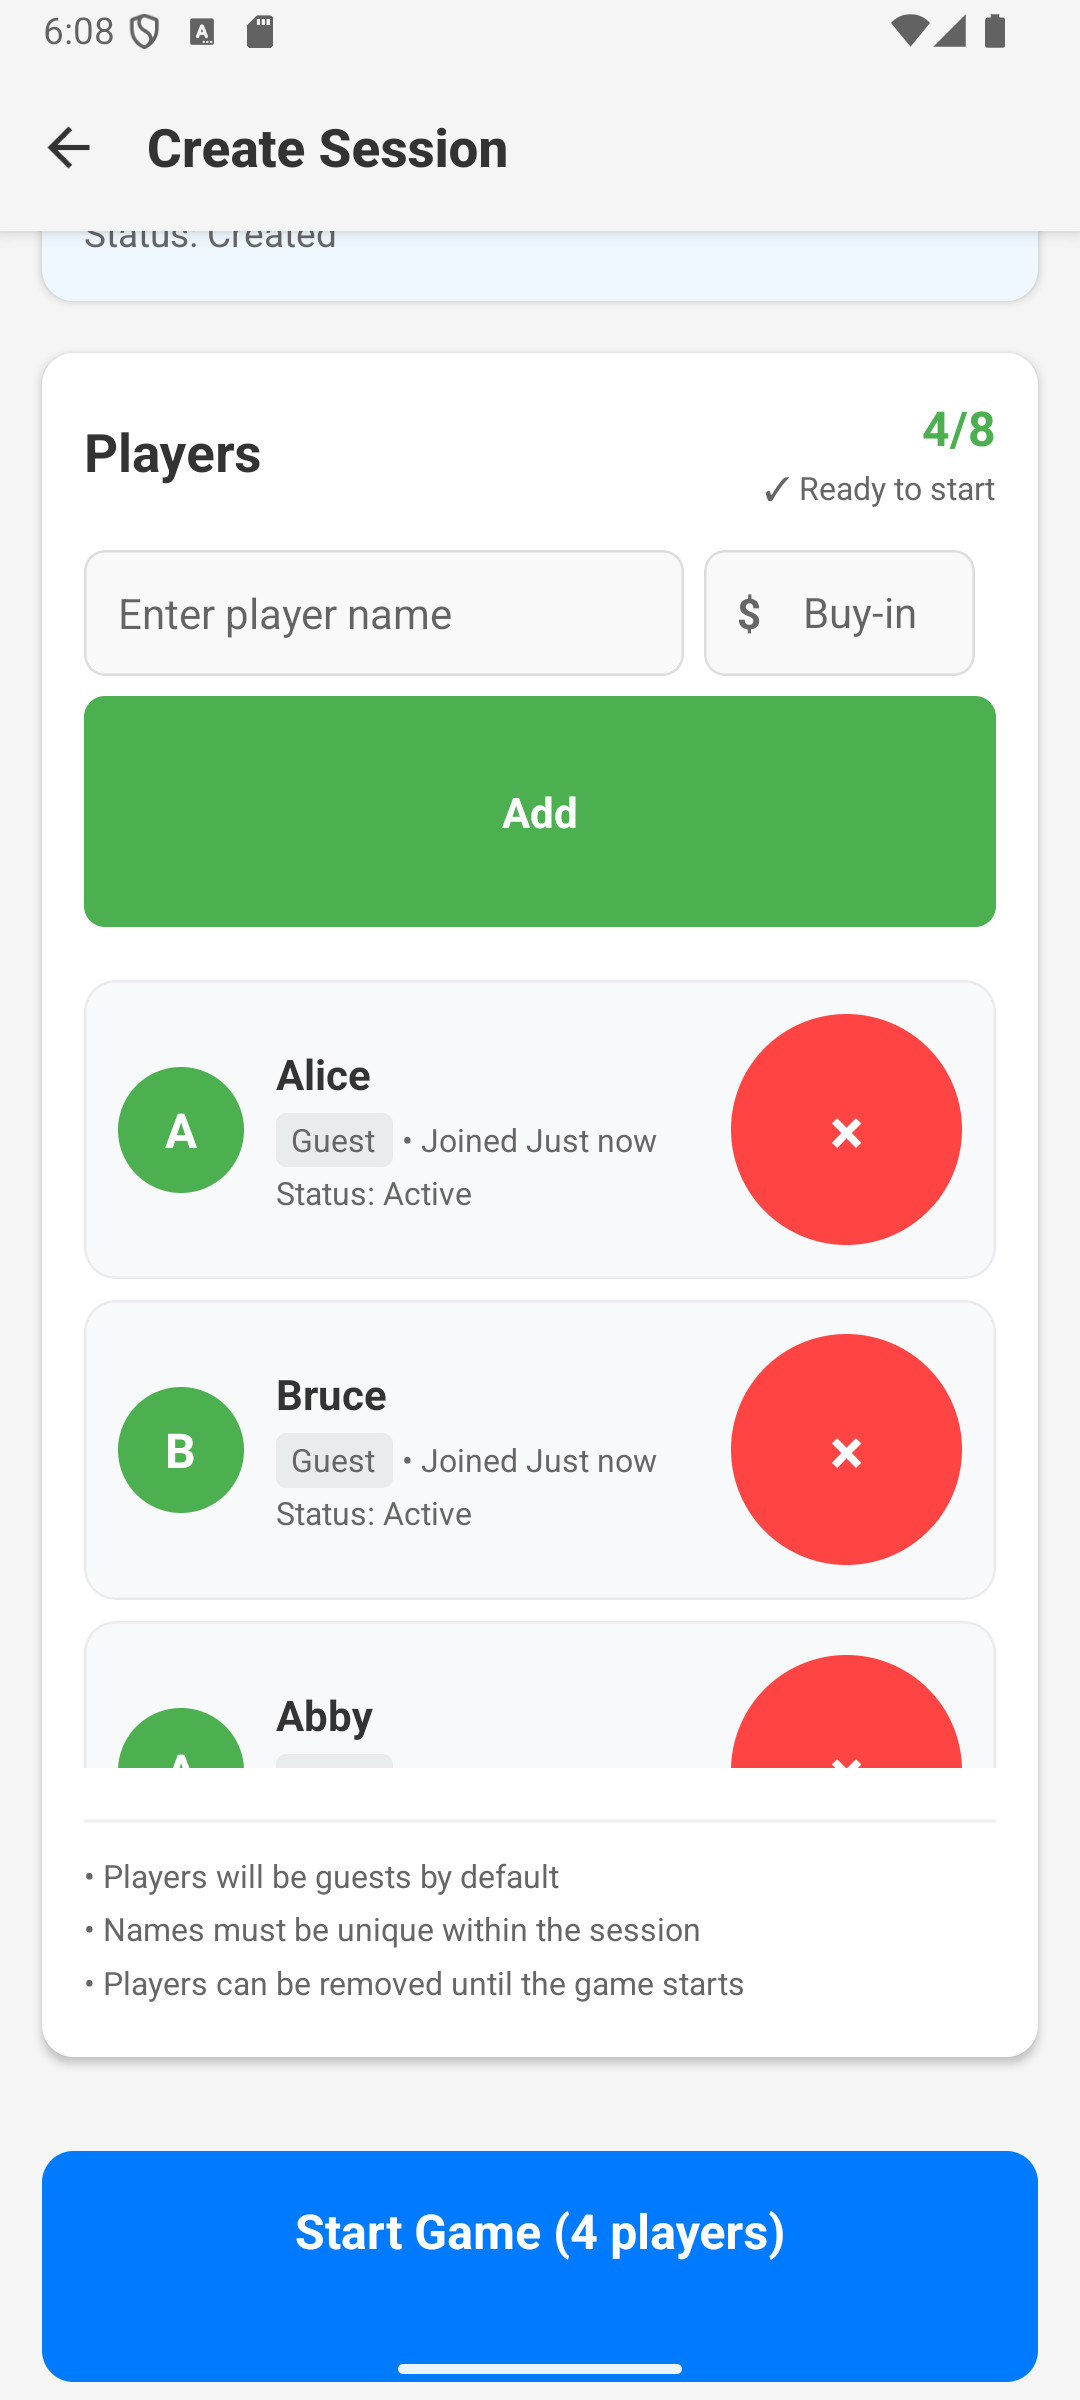 6:08
Create Session
Status: Created
Players
4/8
✓ Ready to start
Enter player name
$ Buy-in
Add
Alice
A
Guest • Joined Just now
Status: Active
×
Bruce
B
Guest • Joined Just now
Status: Active
×
Abby
A
×
• Players will be guests by default
• Names must be unique within the session
• Players can be removed until the game starts
Start Game (4 players)